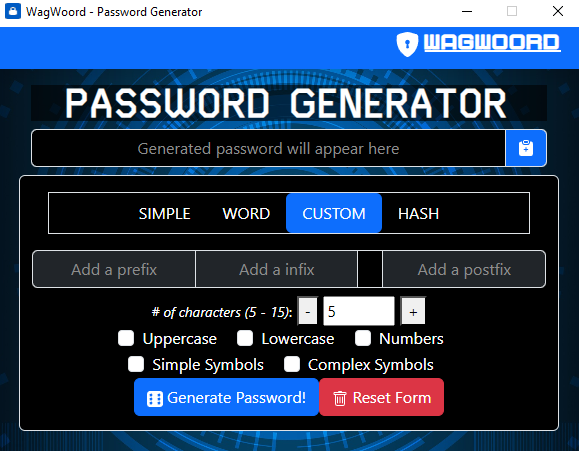 WagWoord - Password Generator
WAGWOORD
PASSWORD GENERATOR
Generated password will appear here
SIMPLE WORD CUSTOM HASH
Add a prefix Add a infix Add a postfix
# of characters (5 - 15): - 5 +
Uppercase Lowercase Numbers
Simple Symbols Complex Symbols
Generate Password! Reset Form